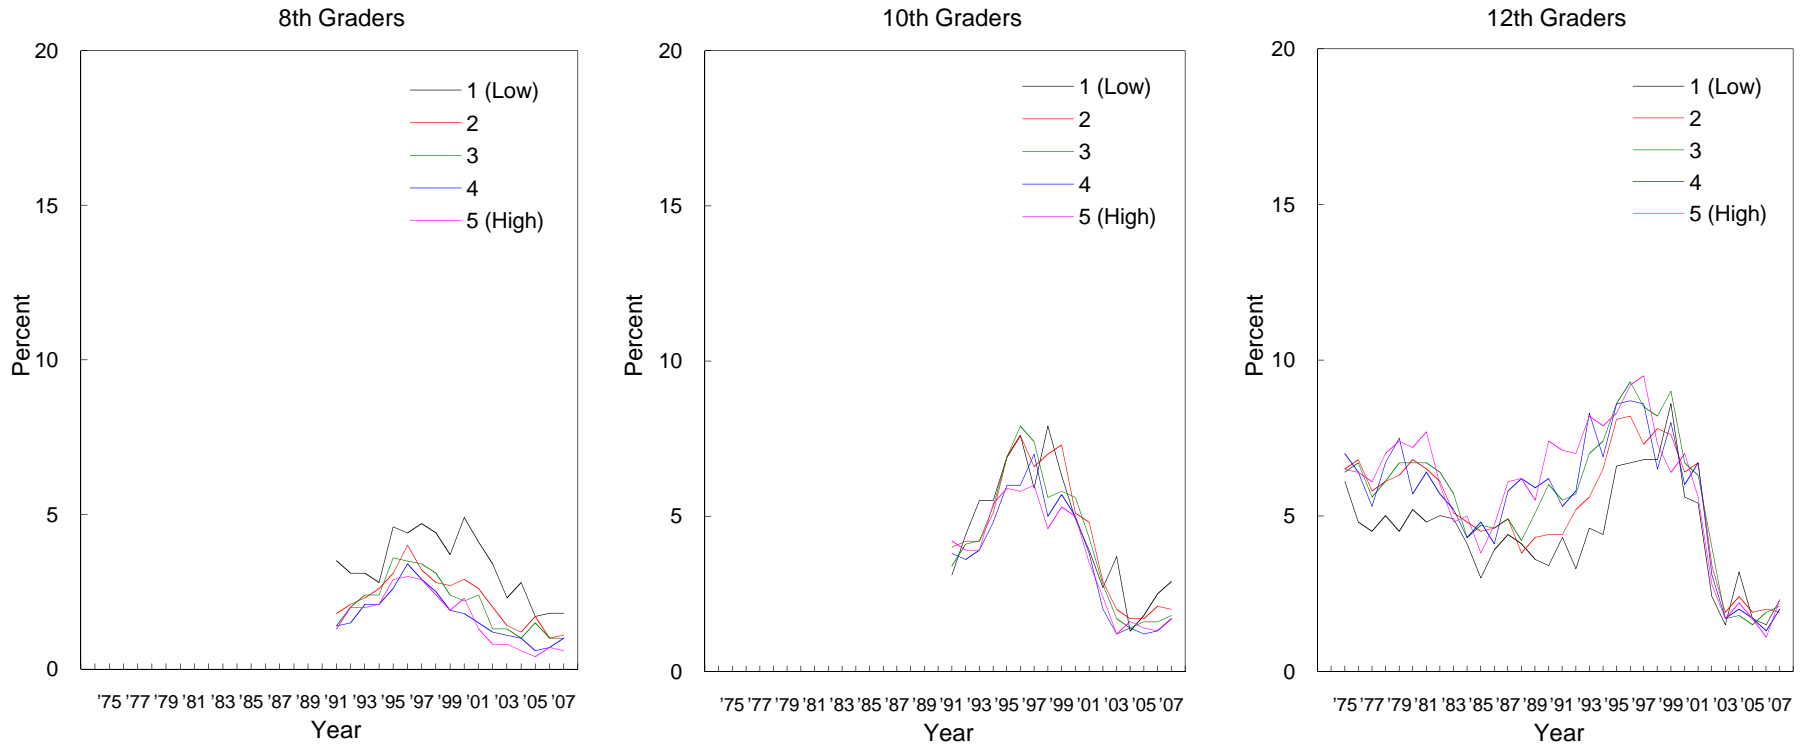 8th Graders
20
15
10
5
0
Percent
1 (Low)
2
3
4
5 (High)
'75 '77 '79 '81 '83 '85 '87 '89 '91 '93 '95 '97 '99 '01 '03 '05 '07
Year
10th Graders
20
15
10
5
0
Percent
1 (Low)
2
3
4
5 (High)
'75 '77 '79 '81 '83 '85 '87 '89 '91 '93 '95 '97 '99 '01 '03 '05 '07
Year
12th Graders
20
15
10
5
0
Percent
1 (Low)
2
3
4
5 (High)
'75 '77 '79 '81 '83 '85 '87 '89 '91 '93 '95 '97 '99 '01 '03 '05 '07
Year